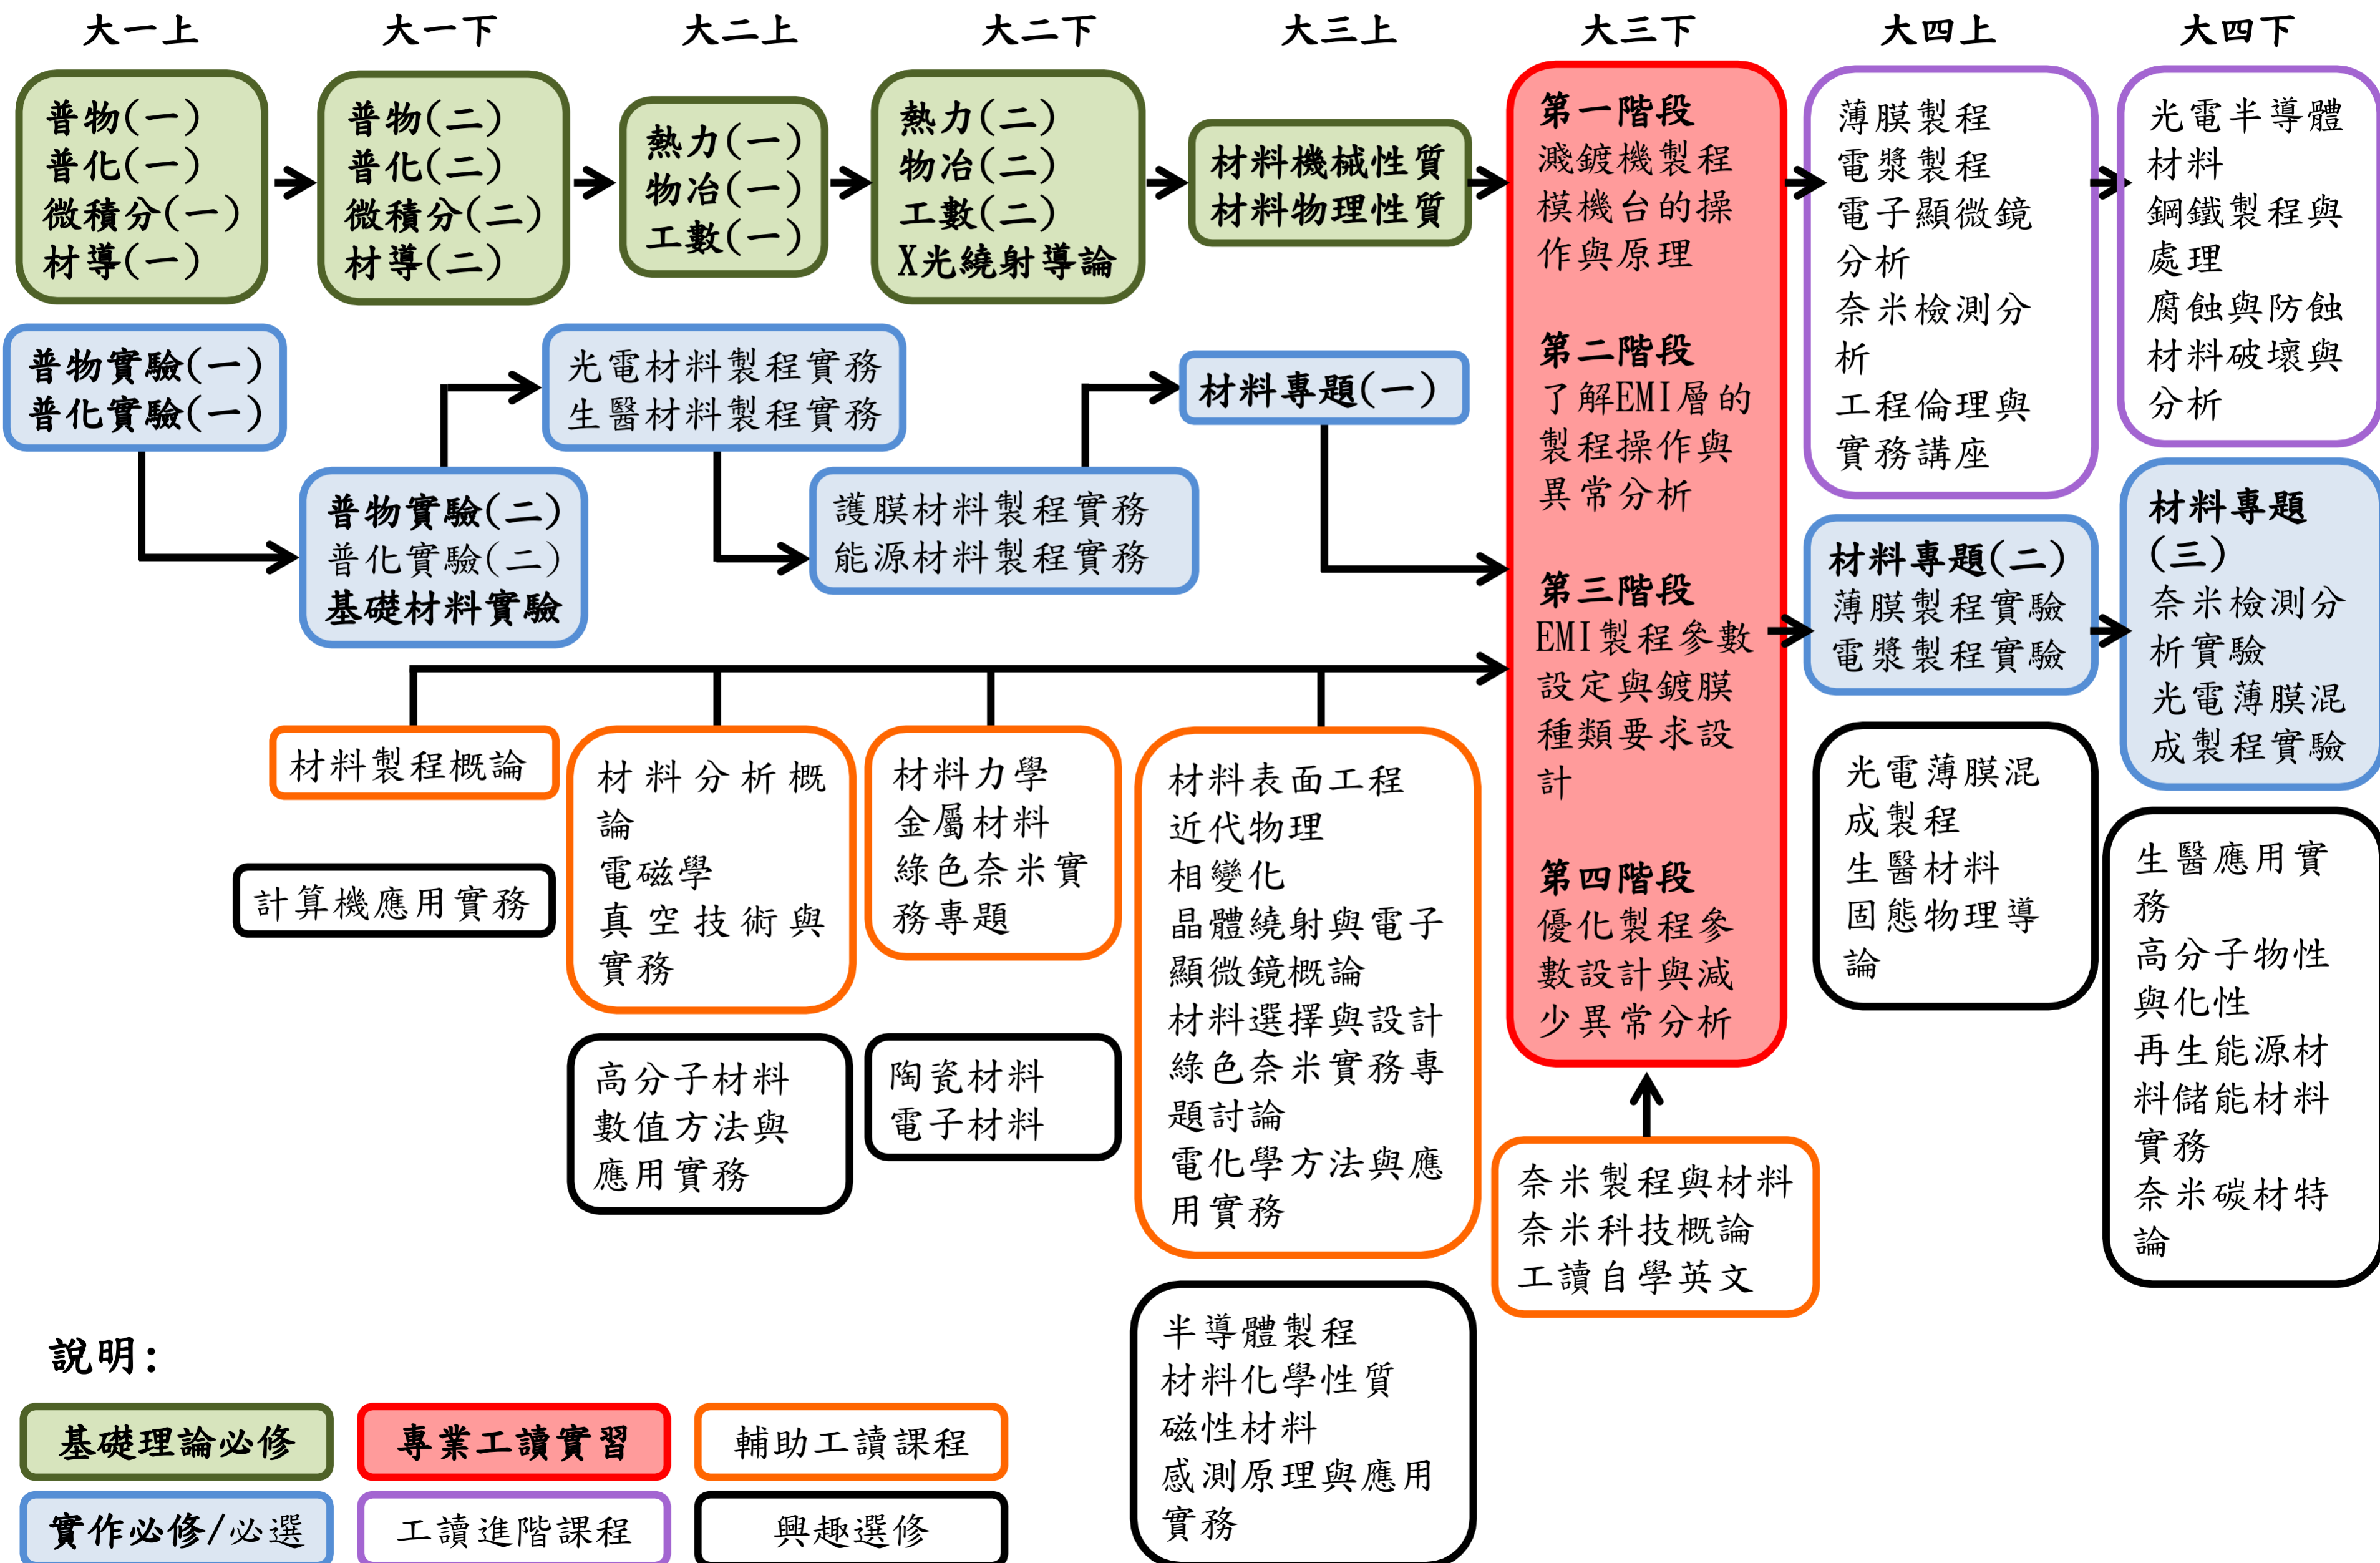 大一上
大一下
大二上
大二下
大三上
大三下
大四上
大四下
普物(一)
普化(一)
微積分(一)
材導(一)
普物(二)
普化(二)
微積分(二)
材導(二)
熱力(一)
物冶(一)
工數(一)
熱力(二)
物冶(二)
工數(二)
X光繞射導論
材料機械性質
材料物理性質
第一階段
濺鍍機製程
模機台的操
作與原理
第二階段
了解EMI層的
製程操作與
異常分析
第三階段
EMI製程參數
設定與鍍膜
種類要求設
計
第四階段
優化製程參
數設計與減
少異常分析
薄膜製程
電漿製程
電子顯微鏡
分析
奈米檢測分
析
工程倫理與
實務講座
光電半導體
材料
鋼鐵製程與
處理
腐蝕與防蝕
材料破壞與
分析
普物實驗(一)
普化實驗(一)
普物實驗(二)
普化實驗(二)
基礎材料實驗
光電材料製程實務
生醫材料製程實務
護膜材料製程實務
能源材料製程實務
材料專題(一)
材料專題(二)
薄膜製程實驗
電漿製程實驗
材料專題
(三)
奈米檢測分
析實驗
光電薄膜混
成製程實驗
材料製程概論
計算機應用實務
材料分析概
論
電磁學
真空技術與
實務
高分子材料
數值方法與
應用實務
材料力學
金屬材料
綠色奈米實
務專題
陶瓷材料
電子材料
材料表面工程
近代物理
相變化
晶體繞射與電子
顯微鏡概論
材料選擇與設計
綠色奈米實務專
題討論
電化學方法與應
用實務
半導體製程
材料化學性質
磁性材料
感測原理與應用
實務
奈米製程與材料
奈米科技概論
工讀自學英文
光電薄膜混
成製程
生醫材料
固態物理導
論
生醫應用實
務
高分子物性
與化性
再生能源材
料儲能材料
實務
奈米碳材特
論
說明:
基礎理論必修
專業工讀實習
輔助工讀課程
實作必修/必選
工讀進階課程
興趣選修